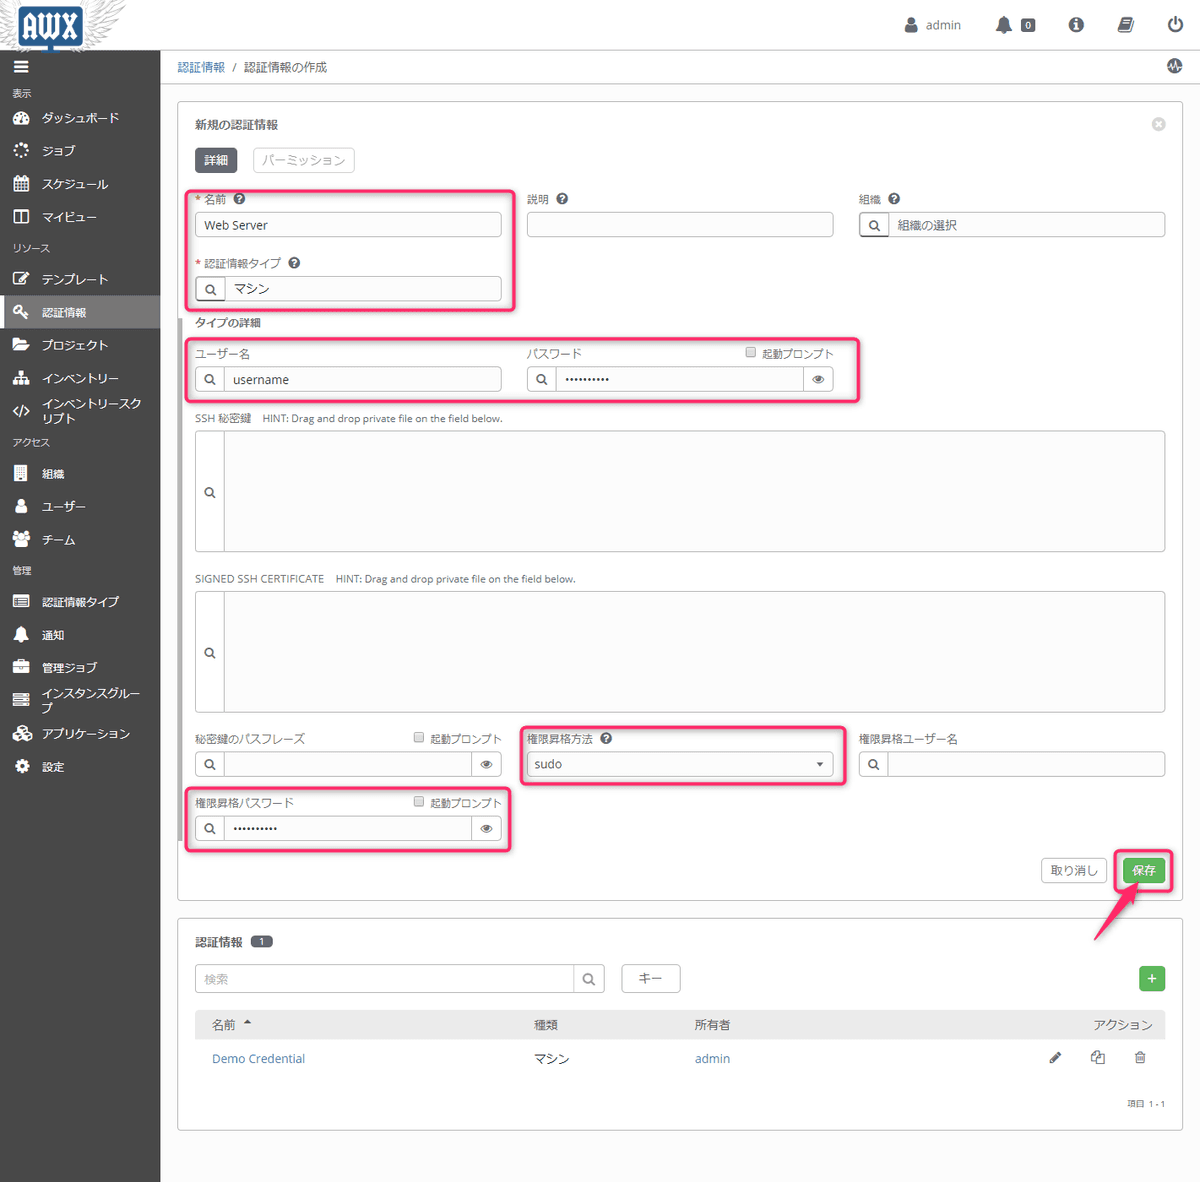 AWX
admin
0
認証情報 / 認証情報の作成
表示
ダッシュボード
ジョブ
スケジュール
マイビュー
リソース
テンプレート
認証情報
プロジェクト
インベントリー
インベントリースク
リプト
アクセス
組織
ユーザー
チーム
管理
認証情報タイプ
通知
管理ジョブ
インスタンスグルー
プ
アプリケーション
設定
新規の認証情報
詳細 パーミッション
* 名前 説明 組織
Web Server 組織の選択
* 認証情報タイプ
マシン
タイプの詳細
ユーザー名 パスワード 起動プロンプト
username ••••••••••
SSH 秘密鍵 HINT: Drag and drop private file on the field below.
SIGNED SSH CERTIFICATE HINT: Drag and drop private file on the field below.
秘密鍵のパスフレーズ 起動プロンプト 権限昇格方法 権限昇格ユーザー名
sudo
権限昇格パスワード 起動プロンプト
••••••••••
取り消し 保存
認証情報 1
検索 キー +
名前 種類 所有者 アクション
Demo Credential マシン admin
項目 1 - 1